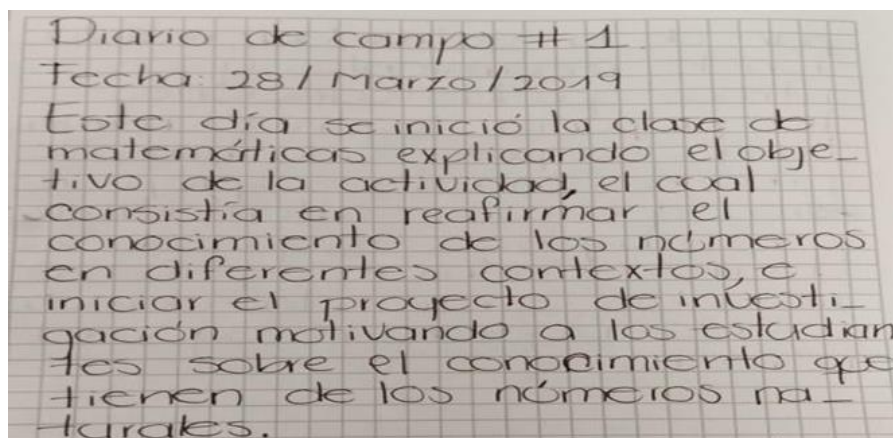 Diario de campo # 1
Fecha: 28/Marzo/2019
Este día se inició la clase de
matemáticas explicando el obje_
tivo de la actividad, el cual
consistía en reafirmar el
conocimiento de los números
en diferentes contextos, e
iniciar el proyecto de investi_
gación motivando a los estudian
tes sobre el conocimiento que
tienen de los números na_
turales.